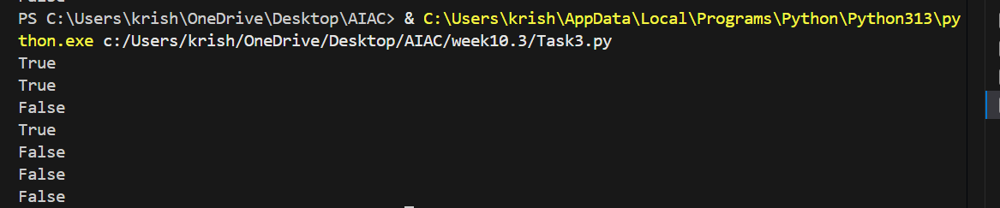 False
PS C:\Users\krish\OneDrive\Desktop\AIAC> & C:\Users\krish\AppData\Local\Programs\Python\Python313\py
thon.exe c:/Users/krish/OneDrive/Desktop/AIAC/week10.3/Task3.py
True
True
False
True
False
False
False